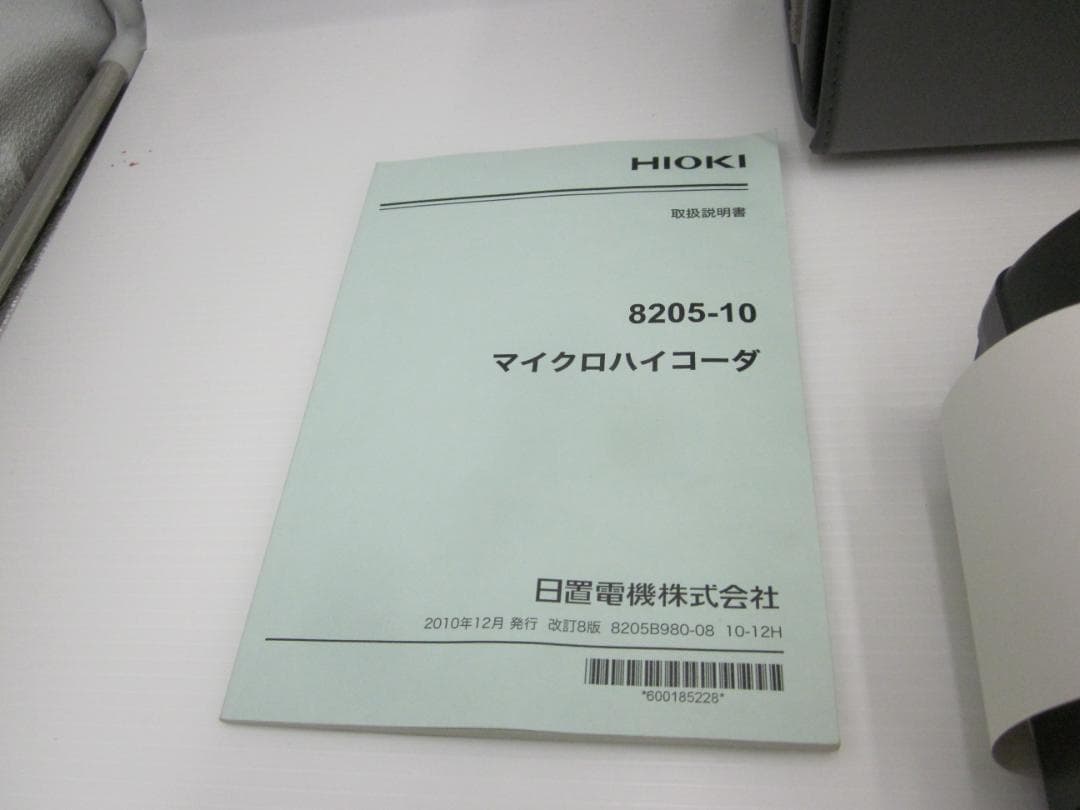 HIOKI
取扱説明書
8205-10
マイクロハイコーダ
日置電機株式会社
2010年12月 発行 改訂8版 8205B980-08 10-12H
*600185228*